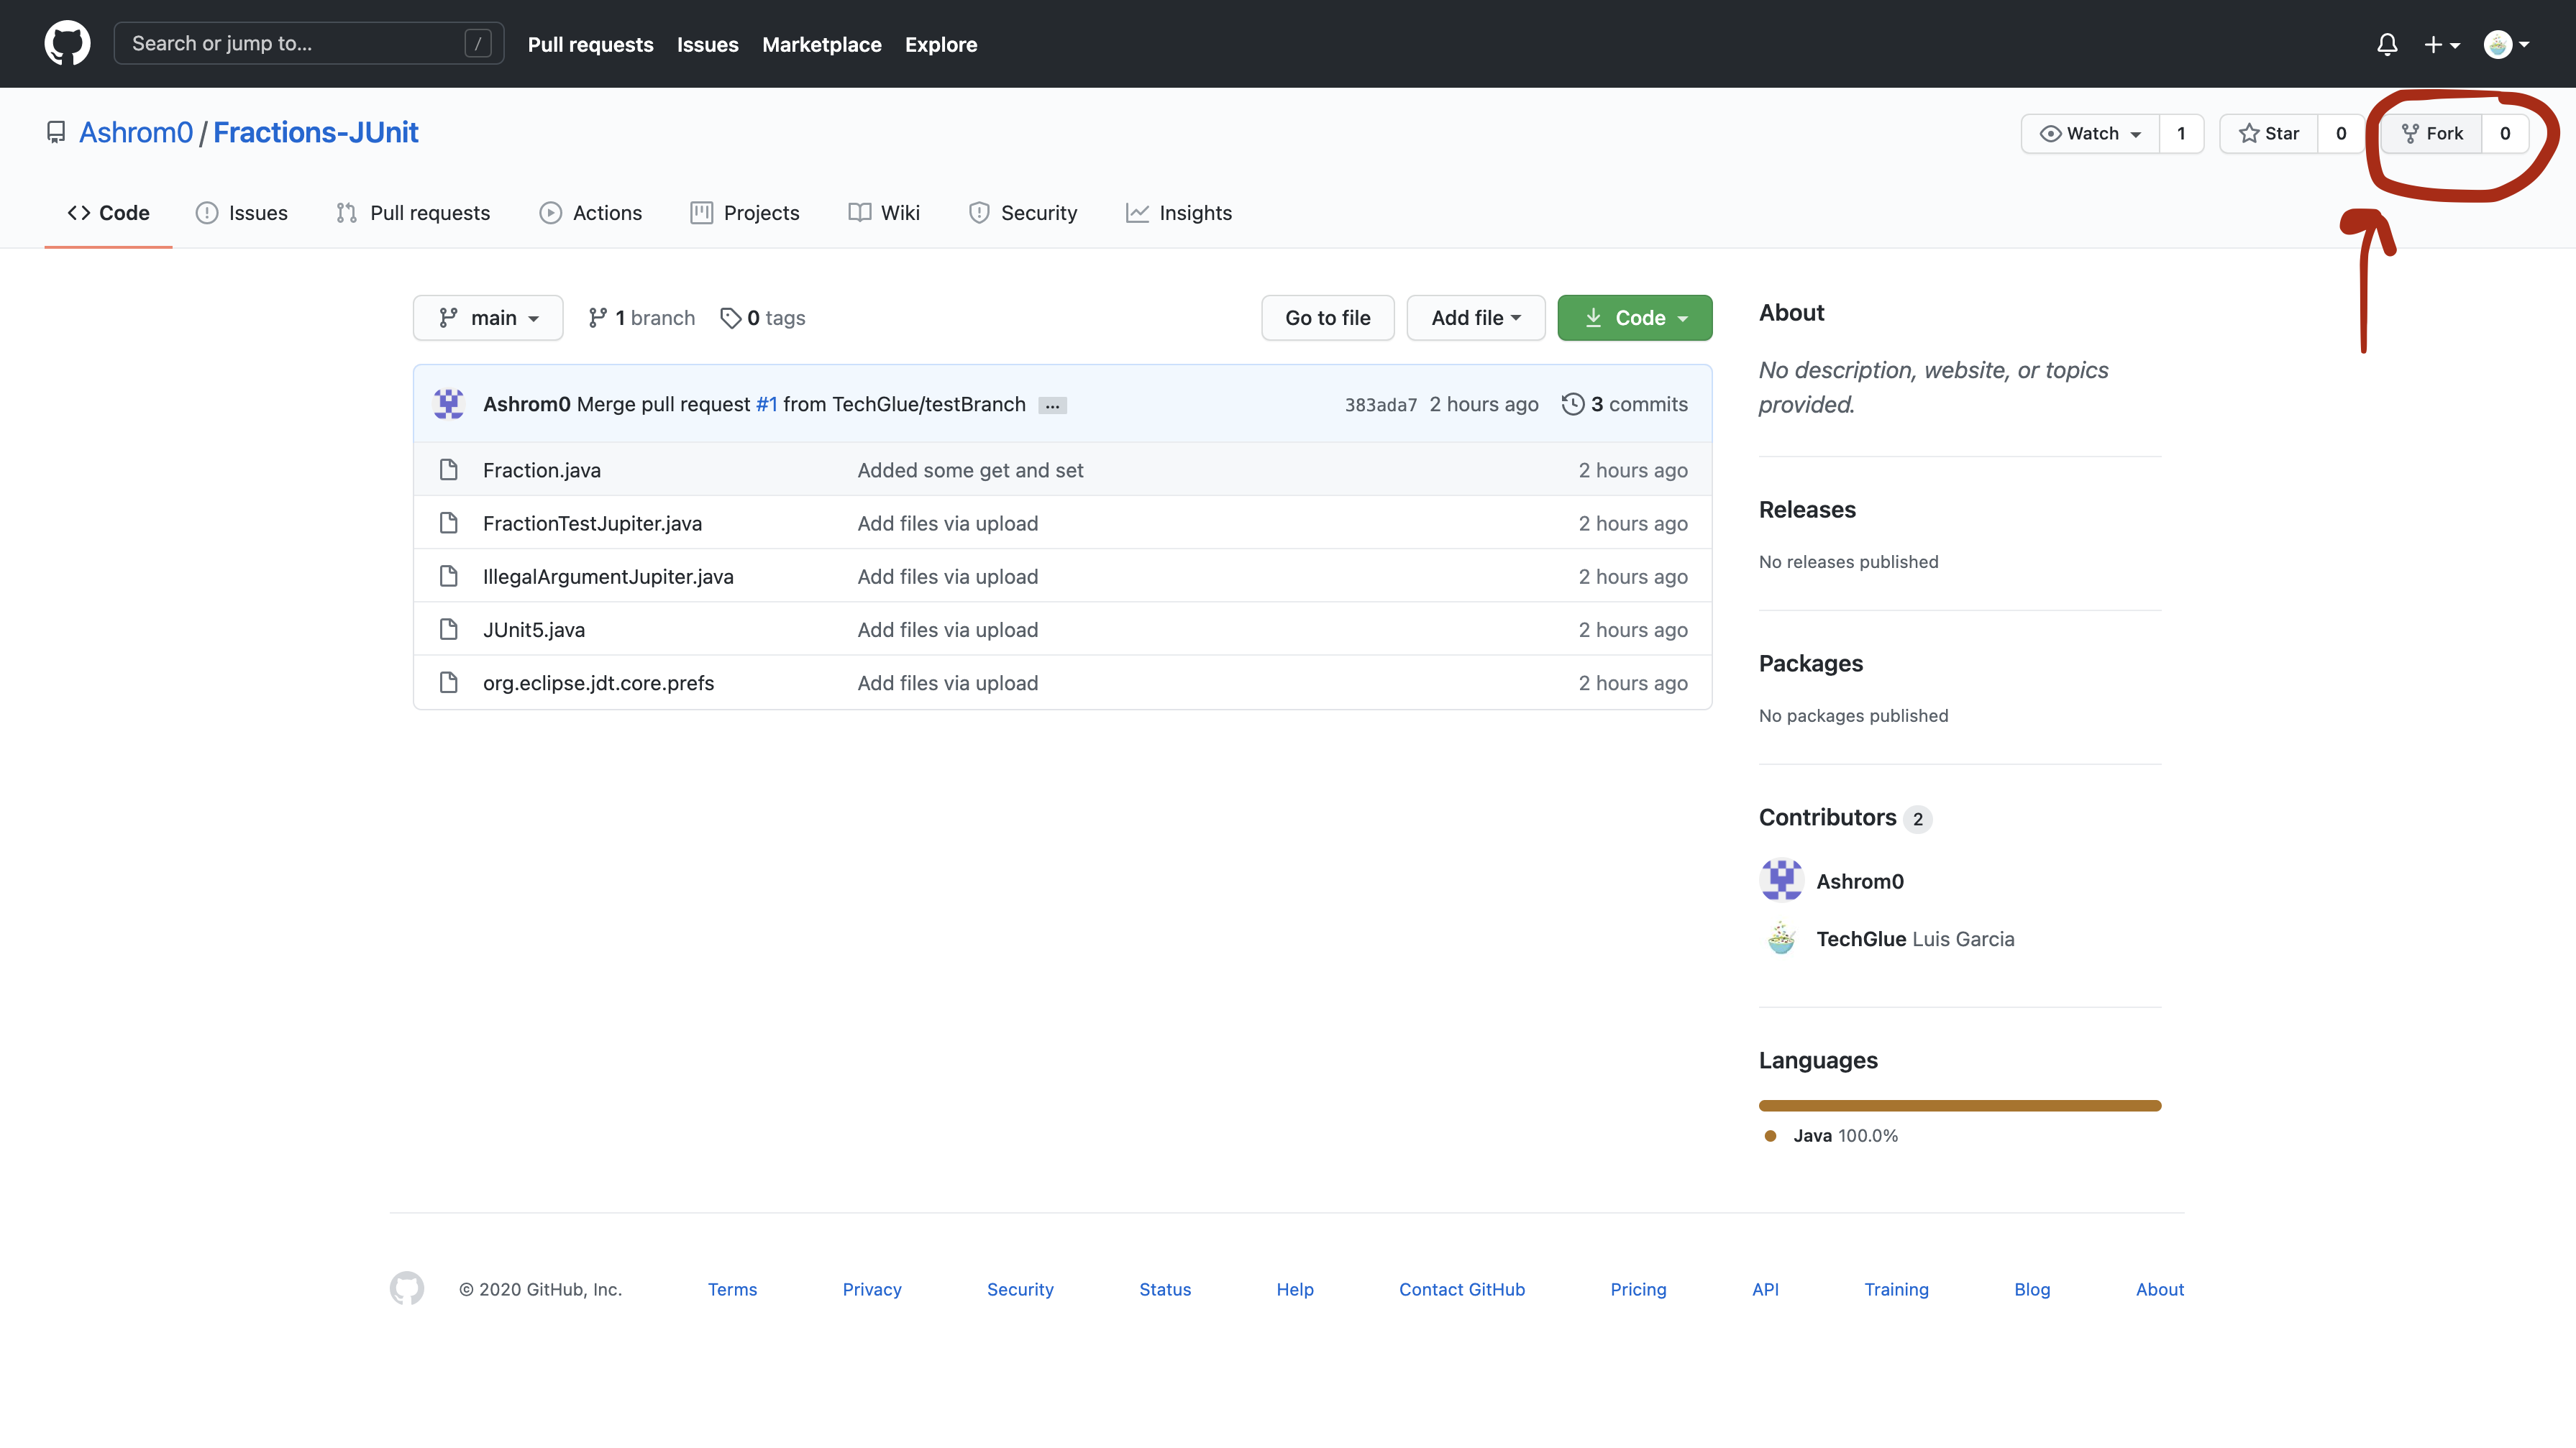 Search or jump to... /
Pull requests Issues Marketplace Explore
Ashrom0 / Fractions-JUnit
Watch 1 Star 0 Fork 0
Code Issues Pull requests Actions Projects Wiki Security Insights
main 1 branch 0 tags Go to file Add file Code
Ashrom0 Merge pull request #1 from TechGlue/testBranch ... 383ada7 2 hours ago 3 commits
Fraction.java Added some get and set 2 hours ago
FractionTestJupiter.java Add files via upload 2 hours ago
IllegalArgumentJupiter.java Add files via upload 2 hours ago
JUnit5.java Add files via upload 2 hours ago
org.eclipse.jdt.core.prefs Add files via upload 2 hours ago
About
No description, website, or topics
provided.
Releases
No releases published
Packages
No packages published
Contributors 2
Ashrom0
TechGlue Luis Garcia
Languages
Java 100.0%
© 2020 GitHub, Inc. Terms Privacy Security Status Help Contact GitHub Pricing API Training Blog About